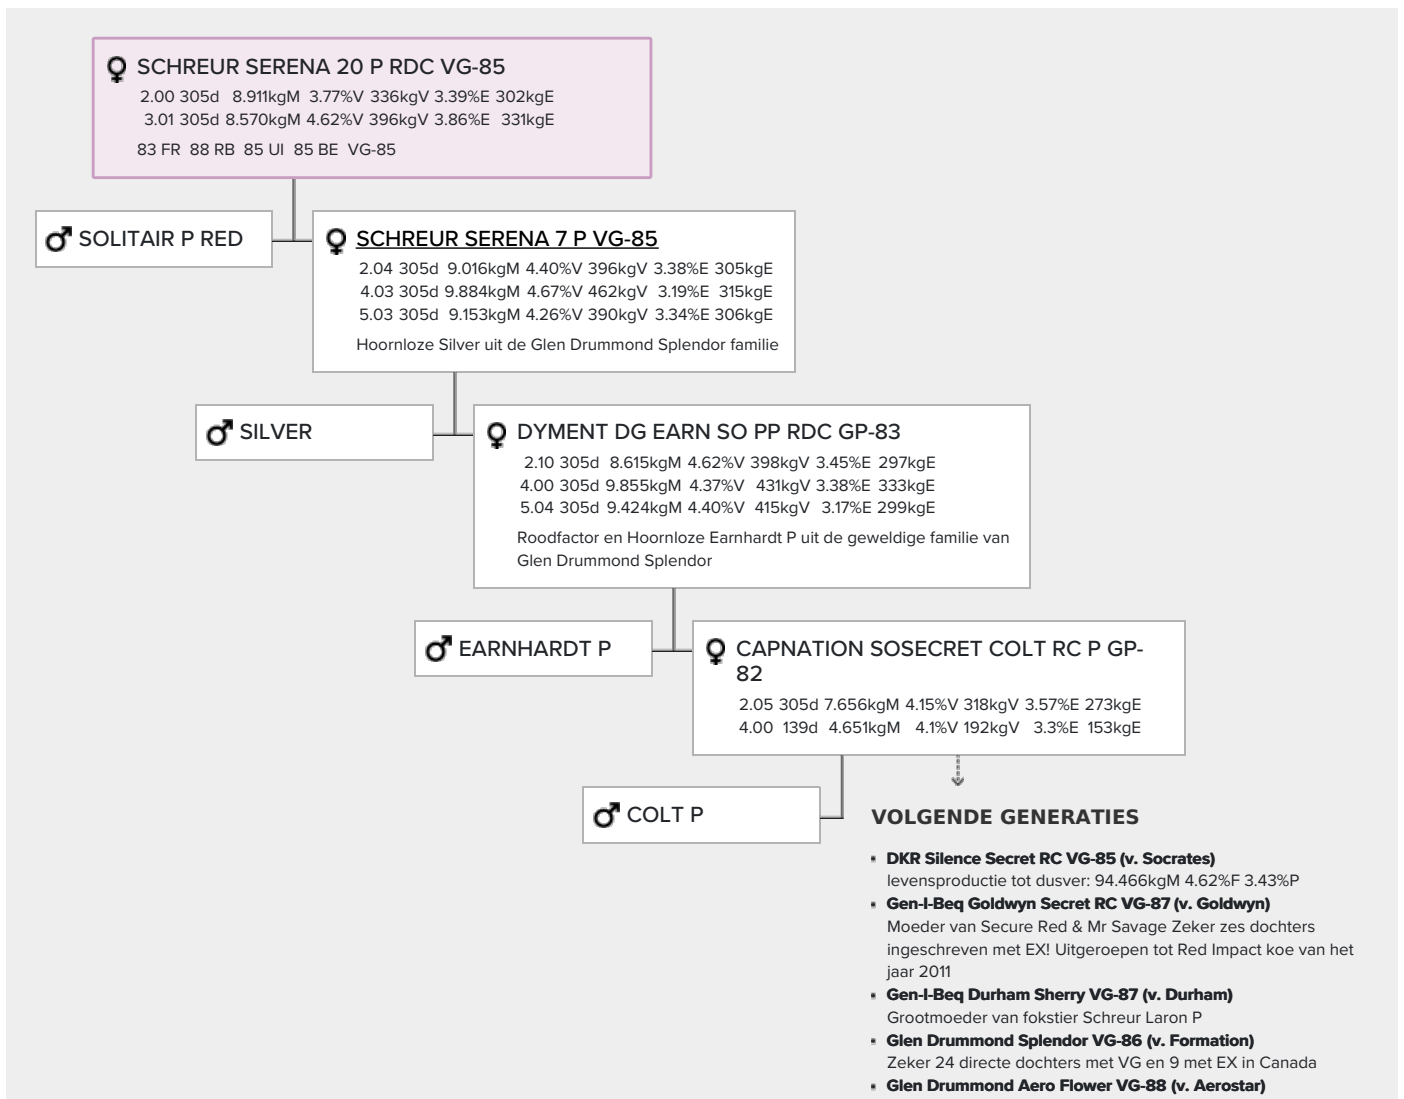 SCHREUR SERENA 20 P RDC VG-85
2.00 305d 8.911kgM 3.77%V 336kgV 3.39%E 302kgE
3.01 305d 8.570kgM 4.62%V 396kgV 3.86%E 331kgE
83 FR 88 RB 85 UI 85 BE VG-85
SOLITAIR P RED
SCHREUR SERENA 7 P VG-85
2.04 305d 9.016kgM 4.40%V 396kgV 3.38%E 305kgE
4.03 305d 9.884kgM 4.67%V 462kgV 3.19%E 315kgE
5.03 305d 9.153kgM 4.26%V 390kgV 3.34%E 306kgE
Hoornloze Silver uit de Glen Drummond Splendor familie
SILVER
DYMENT DG EARN SO PP RDC GP-83
2.10 305d 8.615kgM 4.62%V 398kgV 3.45%E 297kgE
4.00 305d 9.855kgM 4.37%V 431kgV 3.38%E 333kgE
5.04 305d 9.424kgM 4.40%V 415kgV 3.17%E 299kgE
Roodfactor en Hoornloze Earnhardt P uit de geweldige familie van
Glen Drummond Splendor
EARNHARDT P
CAPNATION SOSECRET COLT RC P GP-
82
2.05 305d 7.656kgM 4.15%V 318kgV 3.57%E 273kgE
4.00 139d 4.651kgM 4.1%V 192kgV 3.3%E 153kgE
COLT P
VOLGENDE GENERATIES
DKR Silence Secret RC VG-85 (v. Socrates)
levensproductie tot dusver: 94.466kgM 4.62%F 3.43%P
Gen-I-Beq Goldwyn Secret RC VG-87 (v. Goldwyn)
Moeder van Secure Red & Mr Savage Zeker zes dochters
ingeschreven met EX! Uitgeroepen tot Red Impact koe van het
jaar 2011
Gen-I-Beq Durham Sherry VG-87 (v. Durham)
Grootmoeder van fokstier Schreur Laron P
Glen Drummond Splendor VG-86 (v. Formation)
Zeker 24 directe dochters met VG en 9 met EX in Canada
Glen Drummond Aero Flower VG-88 (v. Aerostar)